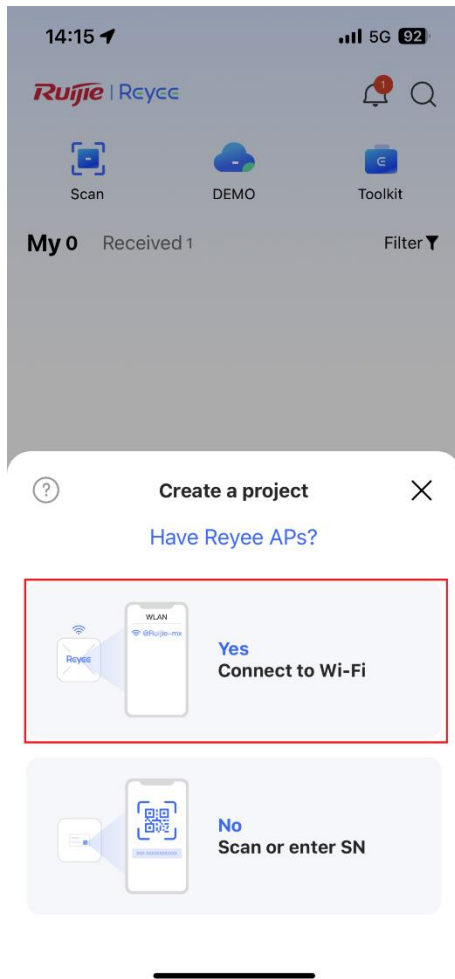 14:15 5G 92
Ruijie | Reyee 1
Scan DEMO Toolkit
My 0 Received 1 Filter
? Create a project
Have Reyee APs?
WLAN
@Ruijie-mx
Reyee
Yes
Connect to Wi-Fi
No
Scan or enter SN